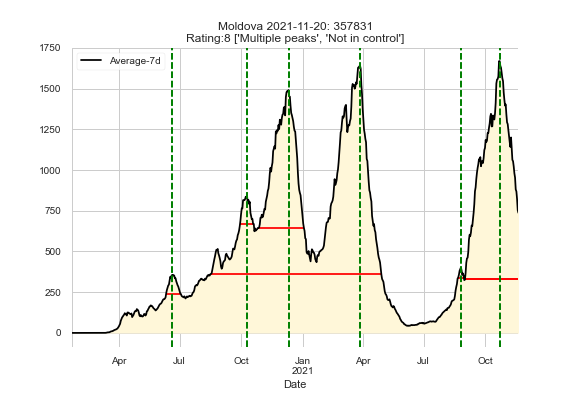 Moldova 2021-11-20: 357831
Rating:8 ['Multiple peaks', 'Not in control']
Average-7d
1750
1500
1250
1000
750
500
250
0
Apr Jul Oct Jan Apr Jul Oct
2021
Date